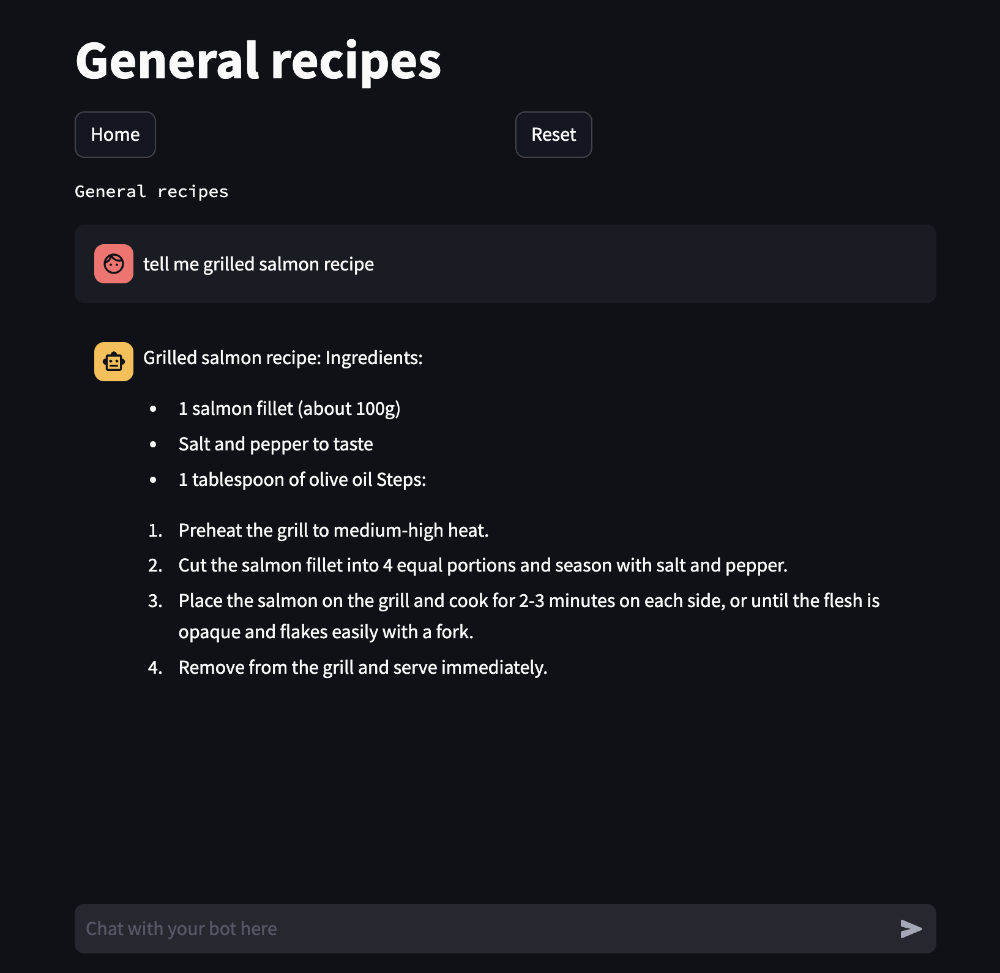 General recipes
Home
Reset
General recipes
tell me grilled salmon recipe
Grilled salmon recipe: Ingredients:
• 1 salmon fillet (about 100g)
• Salt and pepper to taste
• 1 tablespoon of olive oil Steps:
1. Preheat the grill to medium-high heat.
2. Cut the salmon fillet into 4 equal portions and season with salt and pepper.
3. Place the salmon on the grill and cook for 2-3 minutes on each side, or until the flesh is
opaque and flakes easily with a fork.
4. Remove from the grill and serve immediately.
Chat with your bot here